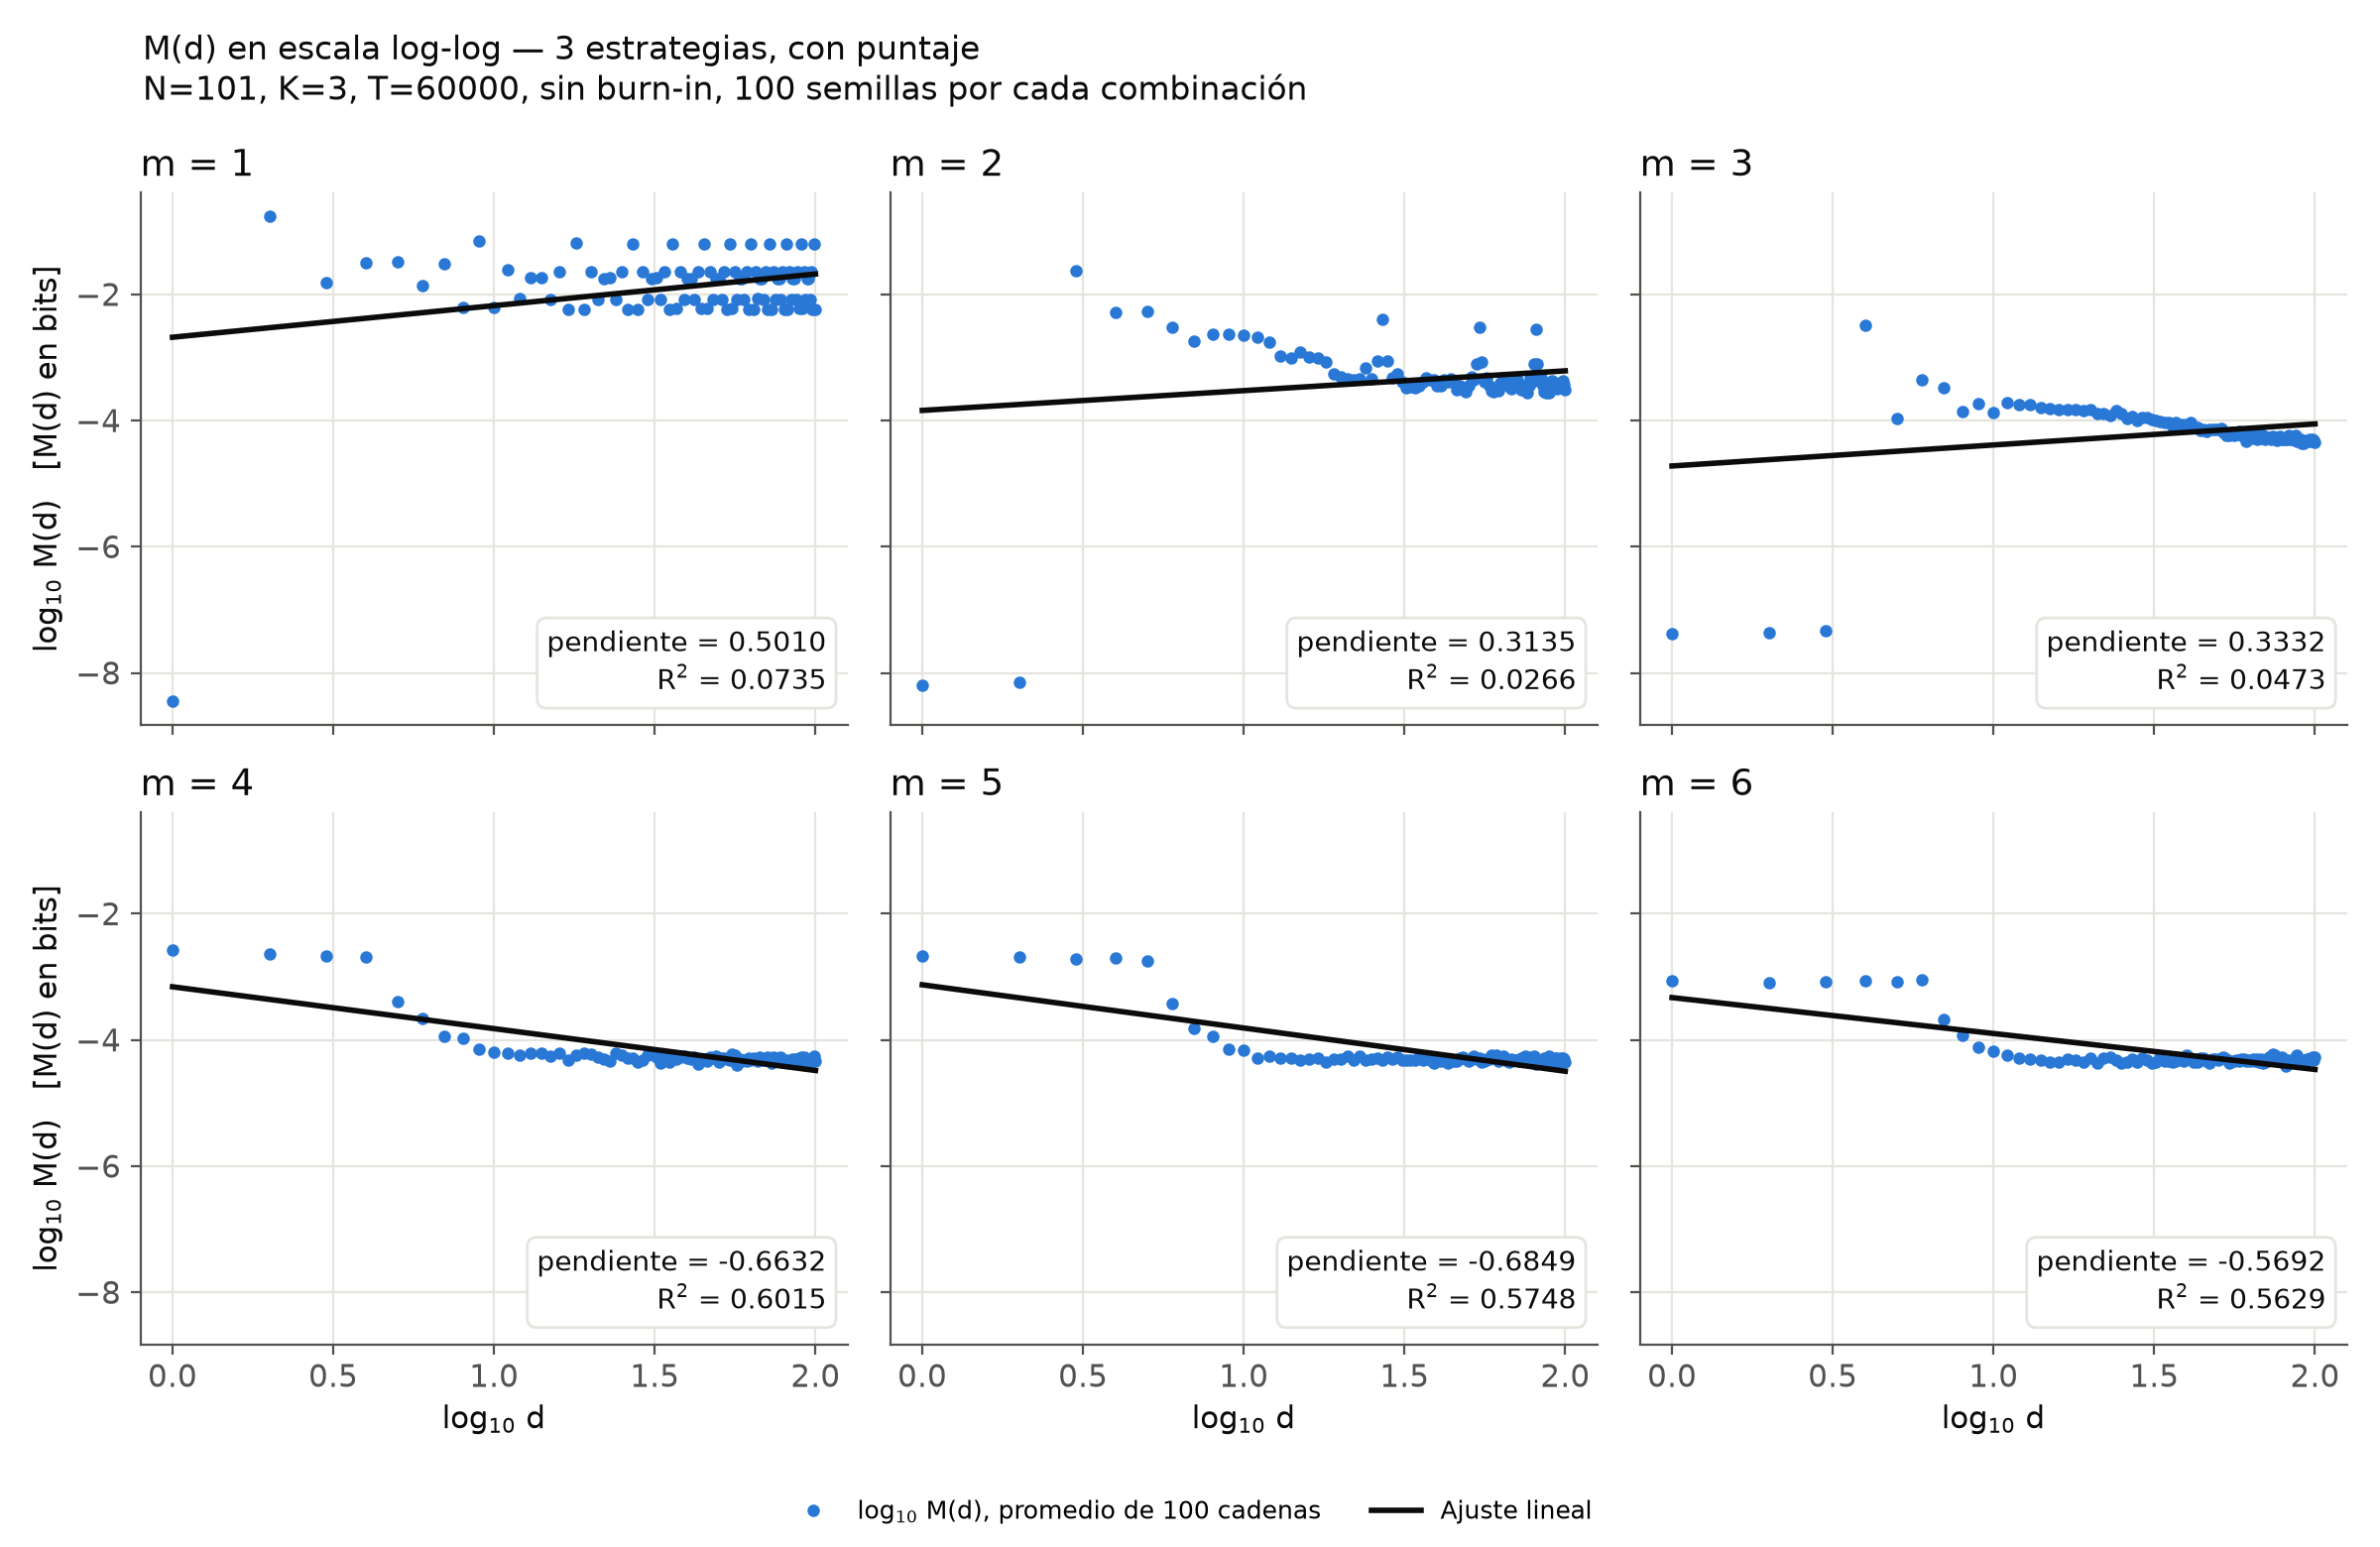 M(d) en escala log-log — 3 estrategias, con puntaje
N=101, K=3, T=60000, sin burn-in, 100 semillas por cada combinación
m = 1
m = 2
m = 3
log₁₀ M(d)   [M(d) en bits]
−2
−4
−6
−8
pendiente = 0.5010
R² = 0.0735
pendiente = 0.3135
R² = 0.0266
pendiente = 0.3332
R² = 0.0473
m = 4
m = 5
m = 6
log₁₀ M(d)   [M(d) en bits]
−2
−4
−6
−8
pendiente = -0.6632
R² = 0.6015
pendiente = -0.6849
R² = 0.5748
pendiente = -0.5692
R² = 0.5629
0.0 0.5 1.0 1.5 2.0
0.0 0.5 1.0 1.5 2.0
0.0 0.5 1.0 1.5 2.0
log₁₀ d
log₁₀ d
log₁₀ d
log₁₀ M(d), promedio de 100 cadenas
Ajuste lineal